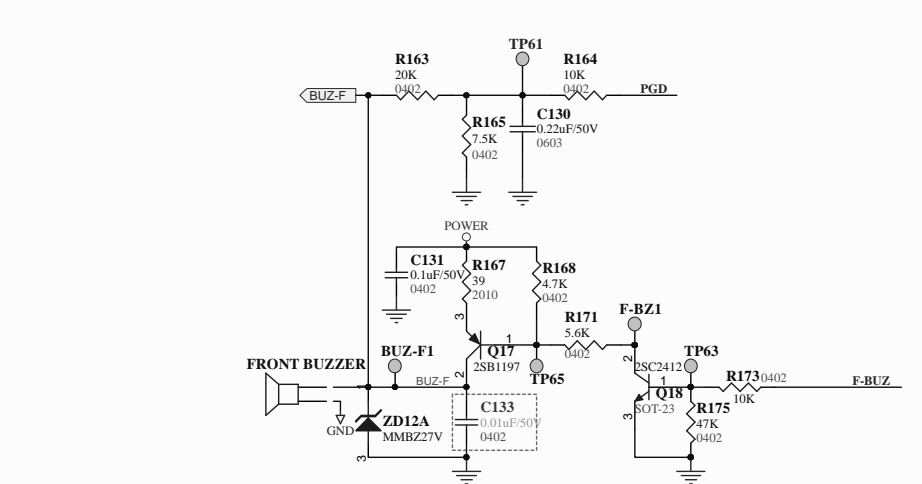 TP61
R163
20K
0402
R164
10K
0402
BUZ-F
PGD
R165
7.5K
0402
C130
0.22uF/50V
0603
POWER
C131
0.1uF/50V
0402
R167
39
2010
R168
4.7K
0402
3
1
Q17
2SB1197
2
R171
5.6K
0402
F-BZ1
TP65
2
2SC2412
1
Q18
SOT-23
3
TP63
R173 0402
10K
F-BUZ
R175
47K
0402
FRONT BUZZER
BUZ-F1
BUZ-F
1
GND
ZD12A
MMBZ27V
3
C133
0.01uF/50V
0402